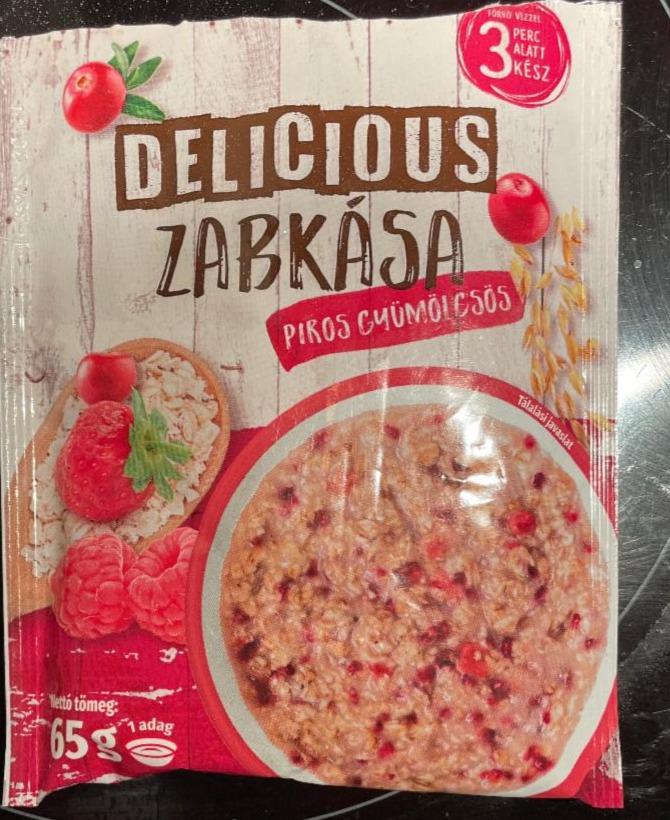 FORRÓ VÍZZEL
3 PERC
ALATT
KÉSZ
DELICIOUS
ZABKÁSA
PIROS GYÜMÖLCSÖS
Tálalási javaslat
Nettó tömeg:
65 g 1 adag